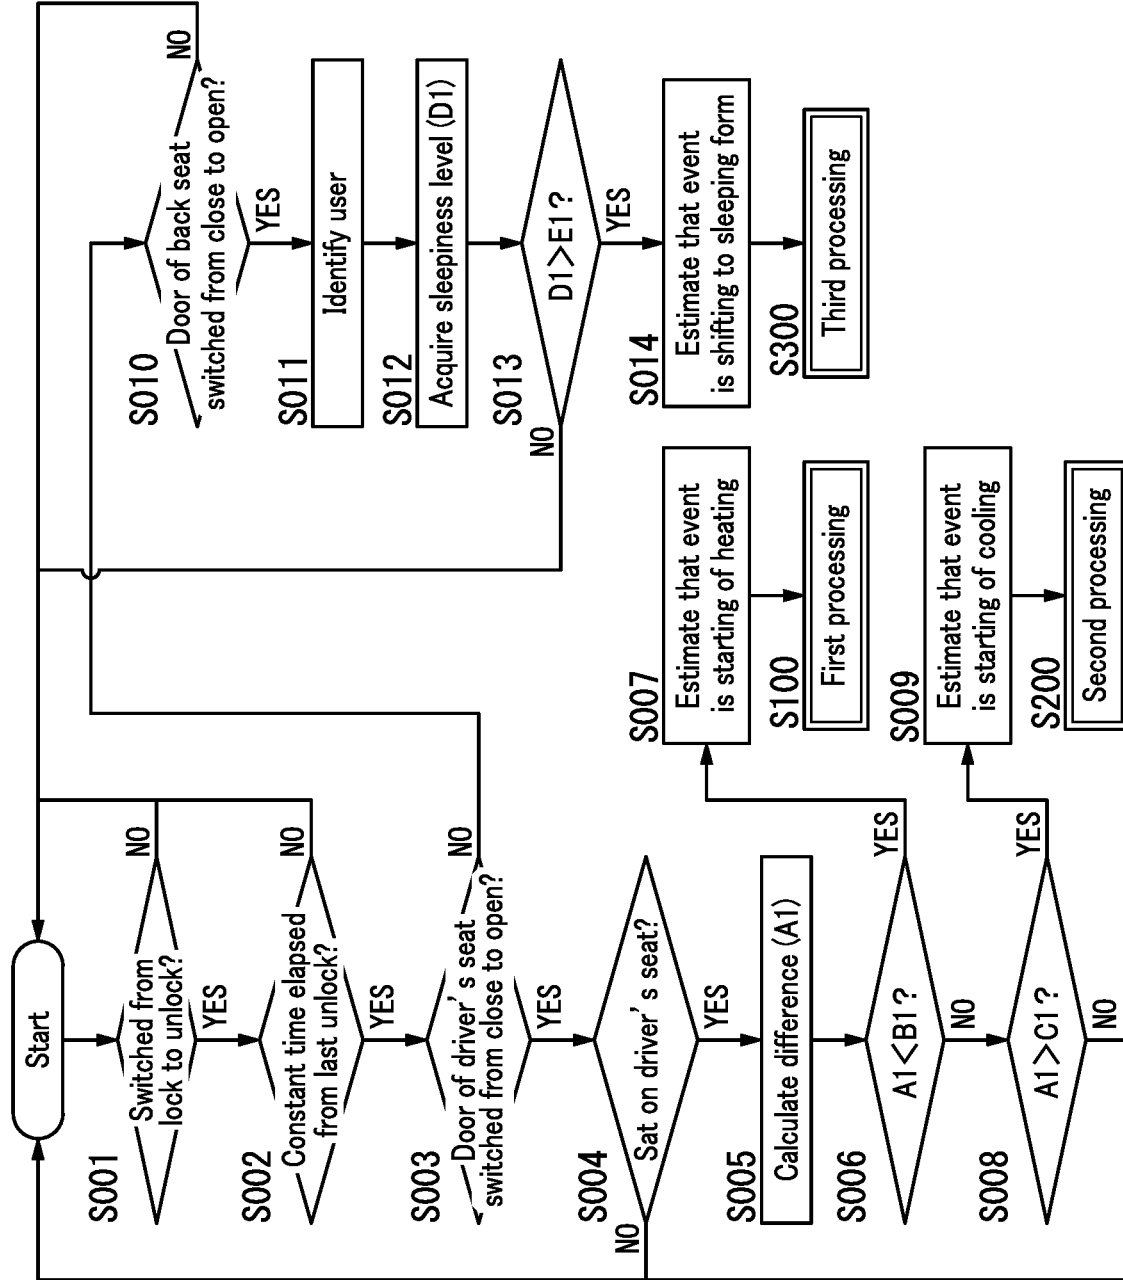 Start
S001
Switched from
lock to unlock?
NO
YES
S002
Constant time elapsed
from last unlock?
NO
YES
S003
Door of driver's seat
switched from close to open?
NO
YES
S004
Sat on driver's seat?
NO
YES
S005
Calculate difference (A1)
S006
A1<B1?
YES
NO
S007
Estimate that event
is starting of heating
S100
First processing
S008
A1>C1?
YES
NO
S009
Estimate that event
is starting of cooling
S200
Second processing
S010
Door of back seat
switched from close to open?
NO
YES
S011
Identify user
S012
Acquire sleepiness level (D1)
S013
D1>E1?
NO
YES
S014
Estimate that event
is shifting to sleeping form
S300
Third processing